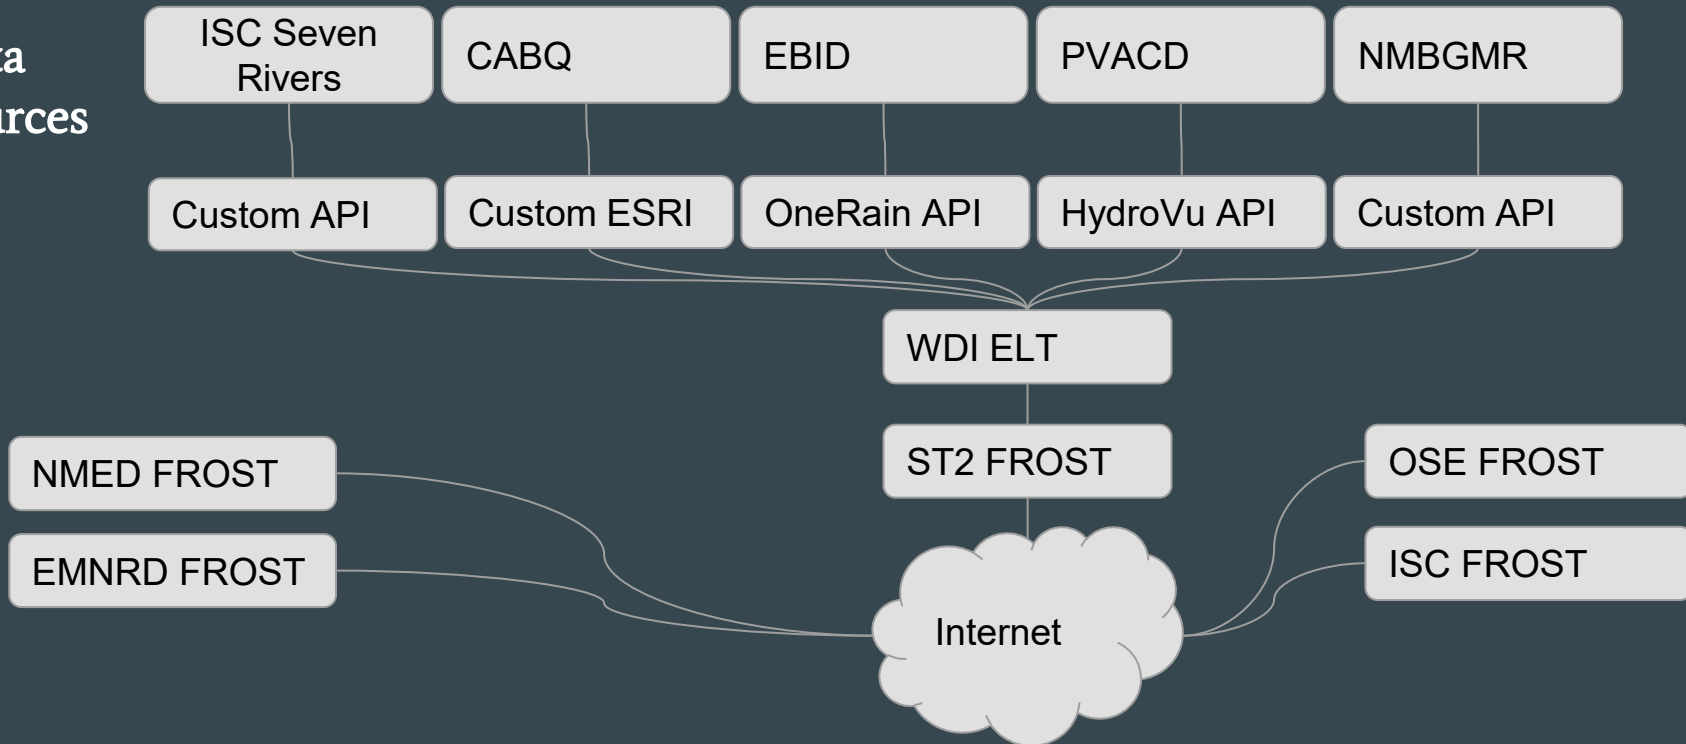 ISC Seven
Rivers
CABQ
EBID
PVACD
NMBGMR
Custom API
Custom ESRI
OneRain API
HydroVu API
Custom API
WDI ELT
ST2 FROST
NMED FROST
OSE FROST
EMNRD FROST
ISC FROST
Internet